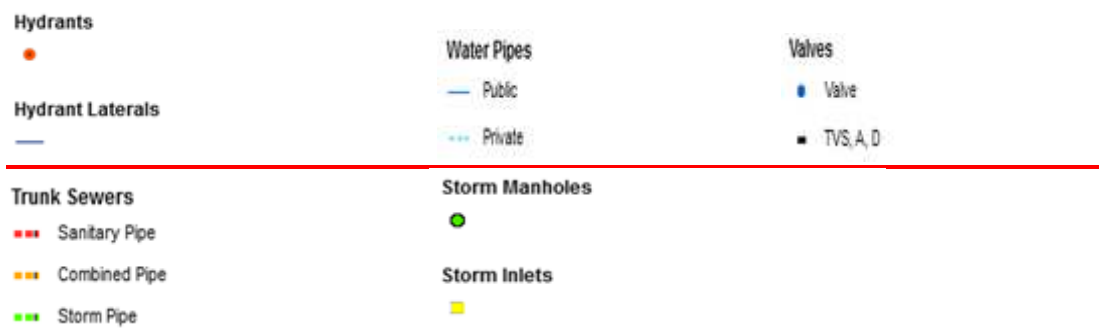 Hydrants
Hydrant Laterals
Water Pipes
Public
Private
Valves
Valve
TVS, A, D
Trunk Sewers
Sanitary Pipe
Combined Pipe
Storm Pipe
Storm Manholes
Storm Inlets